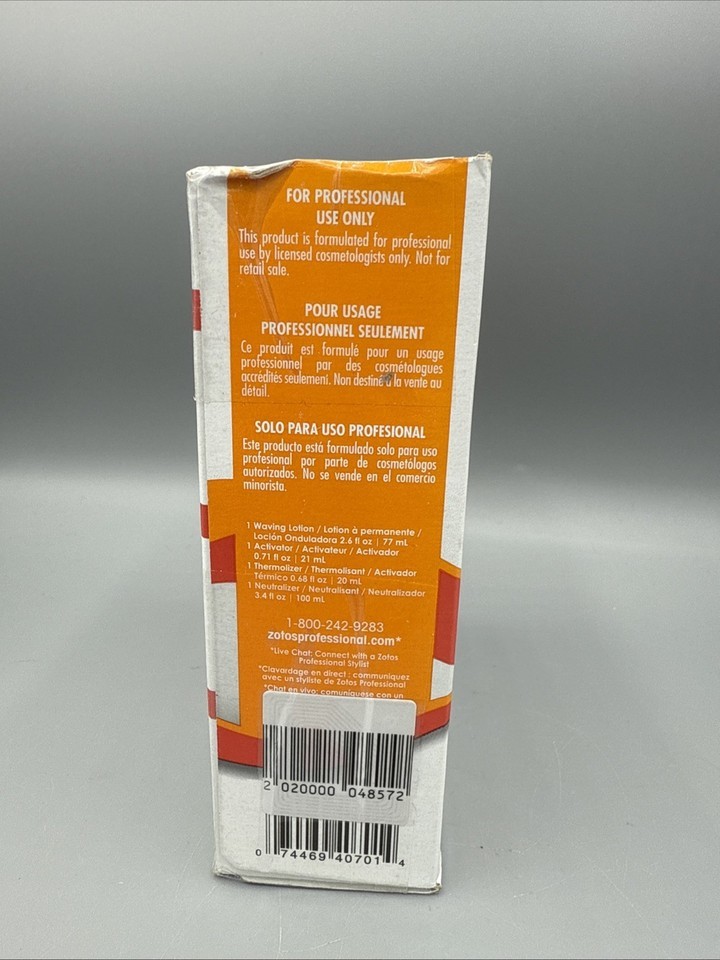 FOR PROFESSIONAL
USE ONLY
This product is formulated for professional
use by licensed cosmetologists only. Not for
retail sale.
POUR USAGE
PROFESSIONNEL SEULEMENT
Ce produit est formulé pour un usage
professionnel par des cosmétologues
accrédités seulement. Non destiné à la vente au
détail.
SOLO PARA USO PROFESIONAL
Este producto está formulado solo para uso
profesional por parte de cosmetólogos
autorizados. No se vende en el comercio
minorista.
1 Waving Lotion / Lotion à permanente /
Loción Onduladora 2.6 fl oz | 77 mL
1 Activator / Activateur / Activador
0.71 fl oz | 21 mL
1 Thermolizer / Thermolisant / Activador
Térmico 0.68 fl oz | 20 mL
1 Neutralizer / Neutralisant / Neutralizador
3.4 fl oz | 100 mL
1-800-242-9283
zotosprofessional.com*
*Live Chat: Connect with a Zotos
Professional Stylist
*Clavardage en direct : communiquez
avec un styliste de Zotos Professional
*Chat en vivo: comuníquese con un
2 020000 048572
0 74469 40701 4